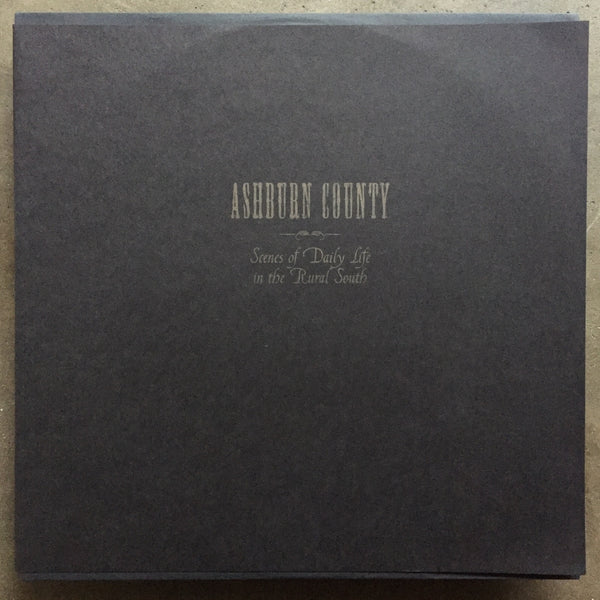 ASHBURN COUNTY
Scenes of Daily Life
in the Rural South